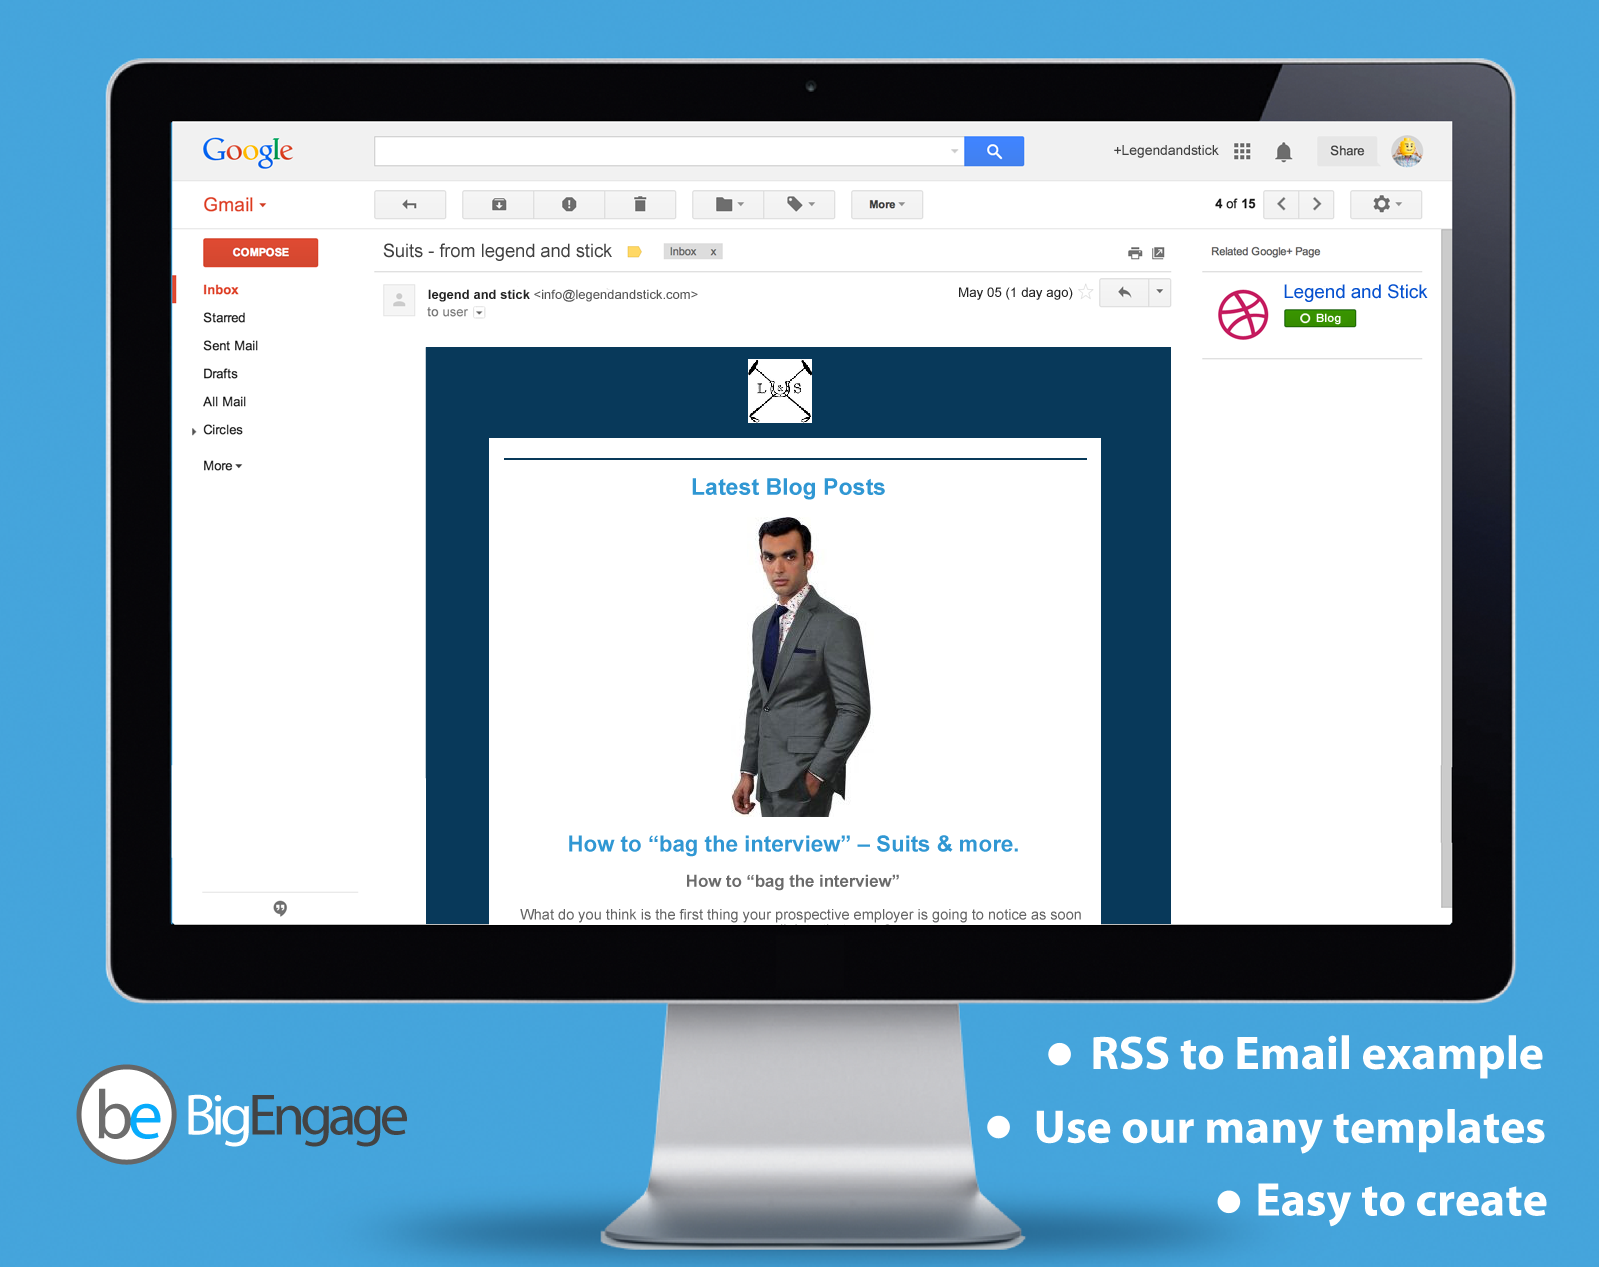 Google
+Legendandstick
Share
Gmail
More
4 of 15
COMPOSE
Suits - from legend and stick
Inbox x
Related Google+ Page
Inbox
legend and stick <info@legendandstick.com>
May 05 (1 day ago)
Legend and Stick
to user
Blog
Starred
Sent Mail
Drafts
All Mail
Circles
More
L & S
Latest Blog Posts
How to “bag the interview” – Suits & more.
How to “bag the interview”
What do you think is the first thing your prospective employer is going to notice as soon
be BigEngage
• RSS to Email example
• Use our many templates
• Easy to create